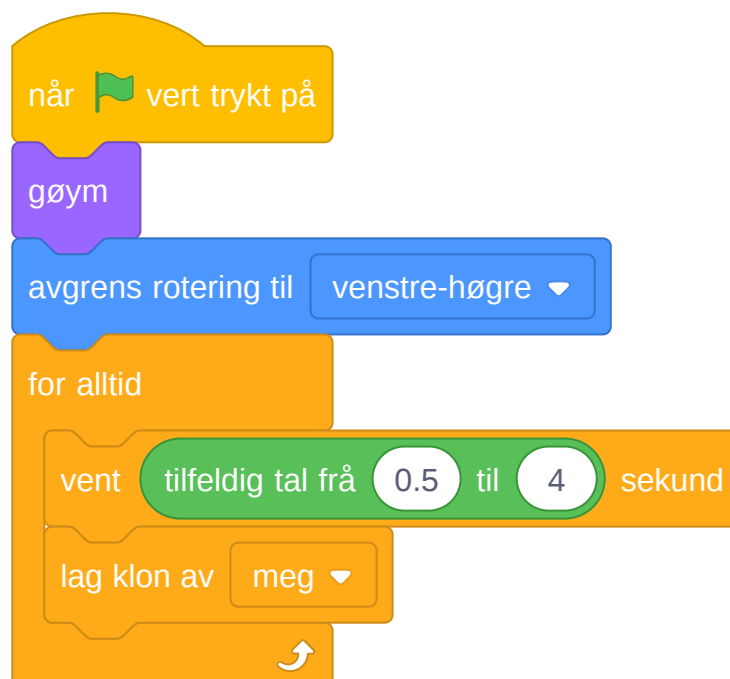 når vert trykt på
gøym
avgrens rotering til venstre-høgre
for alltid
vent tilfeldig tal frå 0.5 til 4 sekund
lag klon av meg